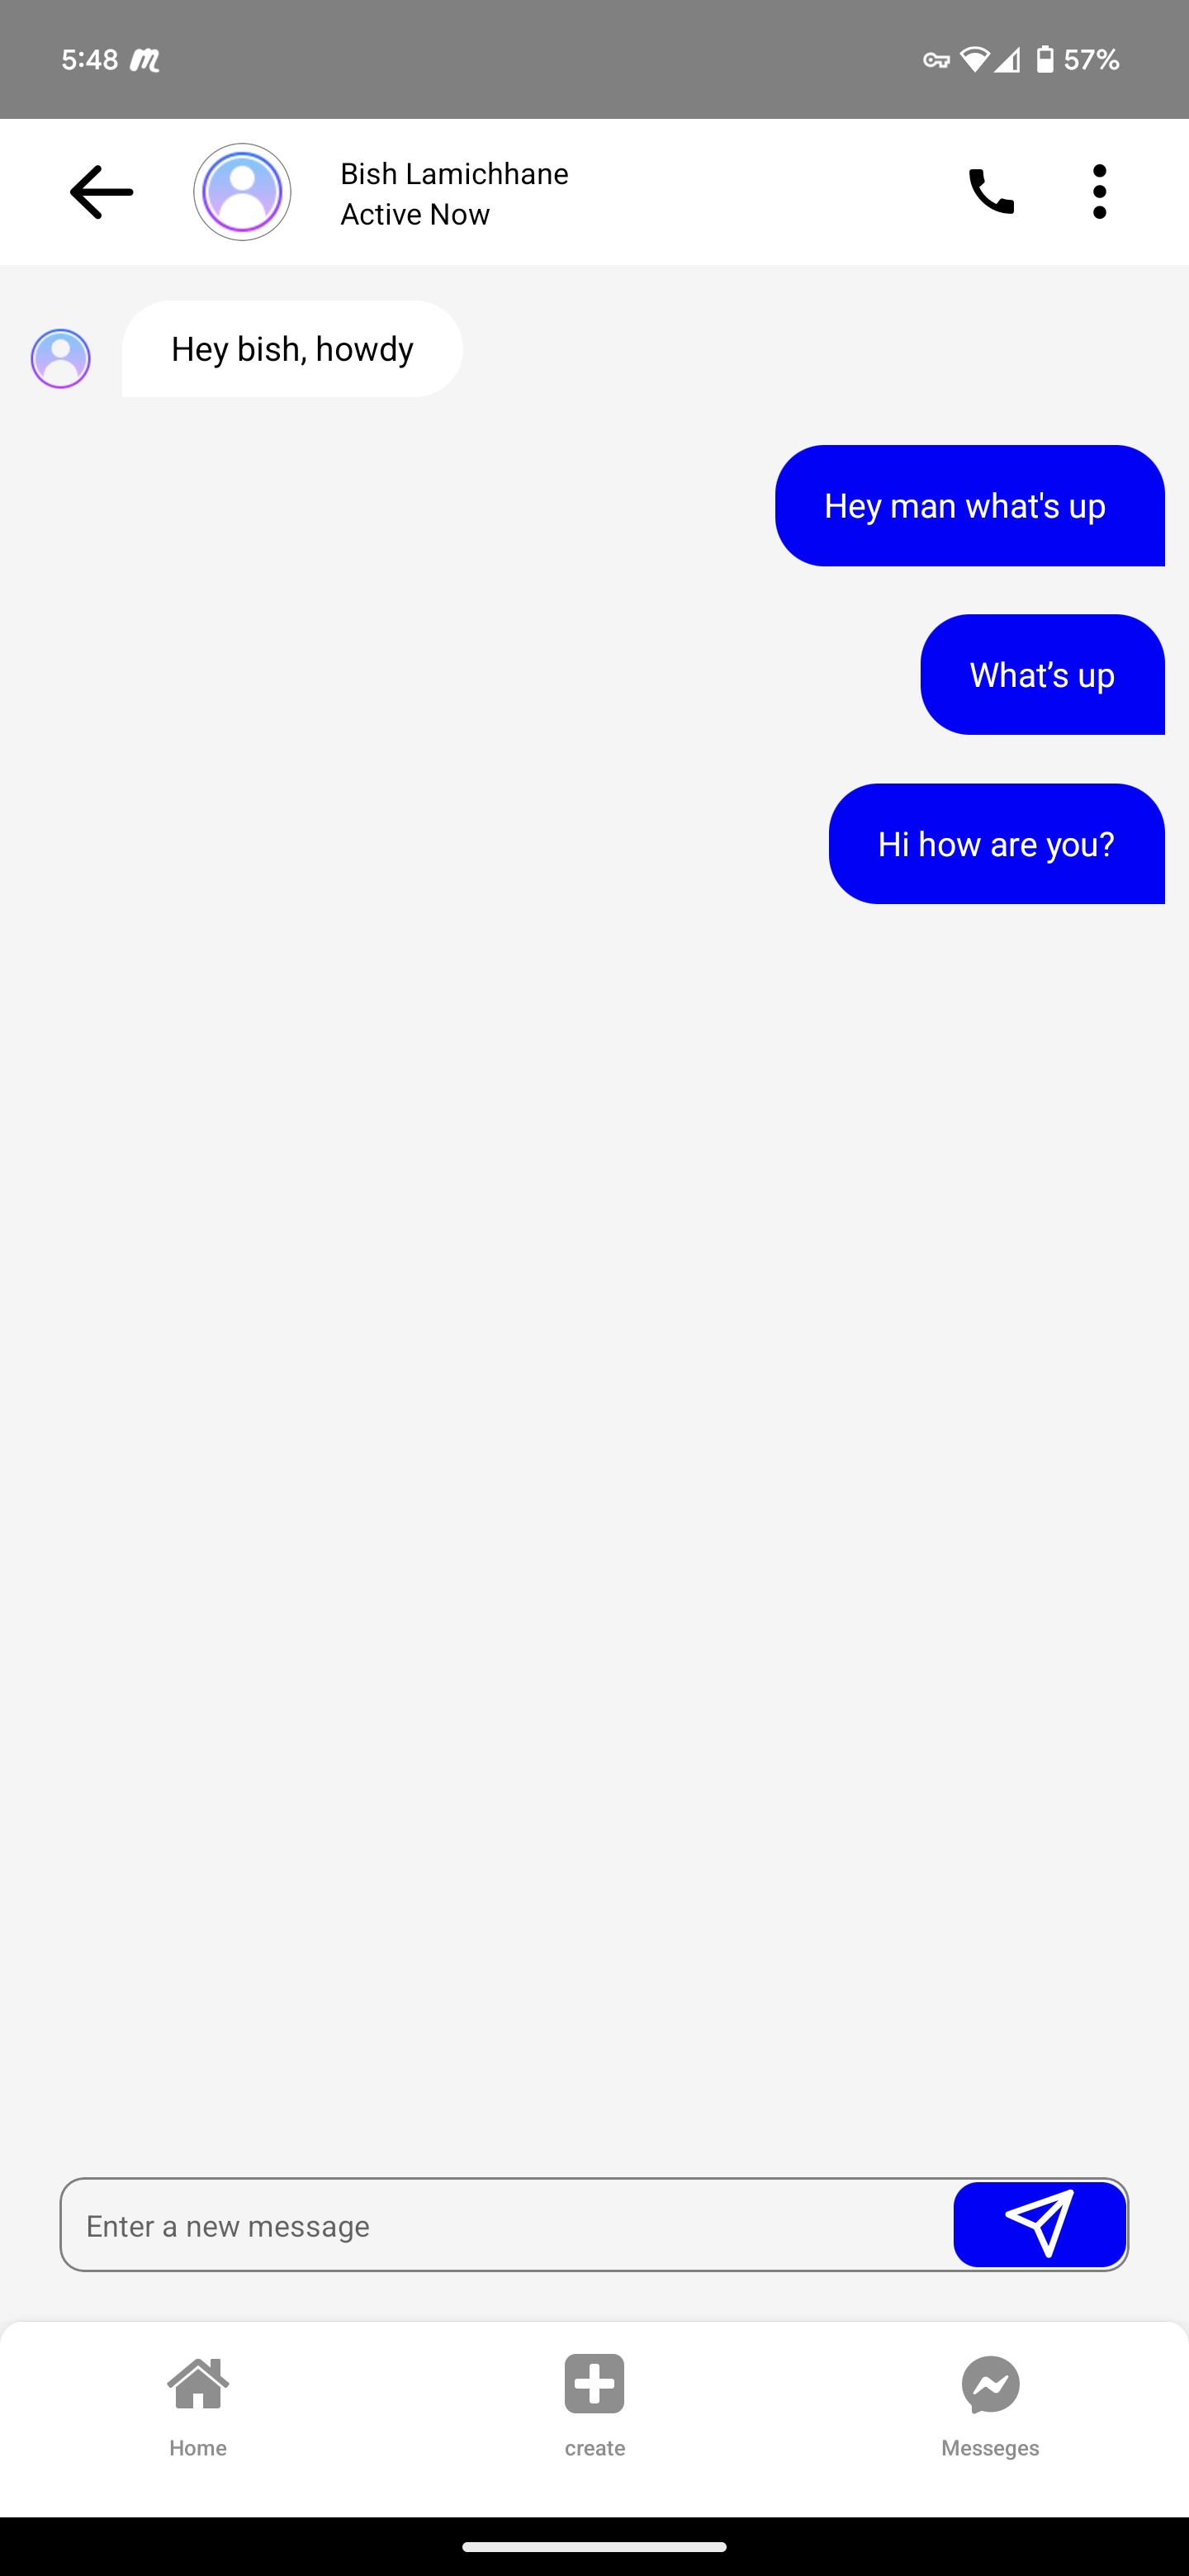 5:48
57%
Bish Lamichhane
Active Now
Hey bish, howdy
Hey man what's up
What’s up
Hi how are you?
Enter a new message
Home
create
Messeges